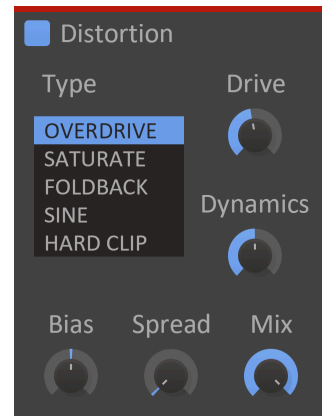 Distortion
Type
Drive
OVERDRIVE
SATURATE
FOLDBACK
SINE
HARD CLIP
Dynamics
Bias
Spread
Mix